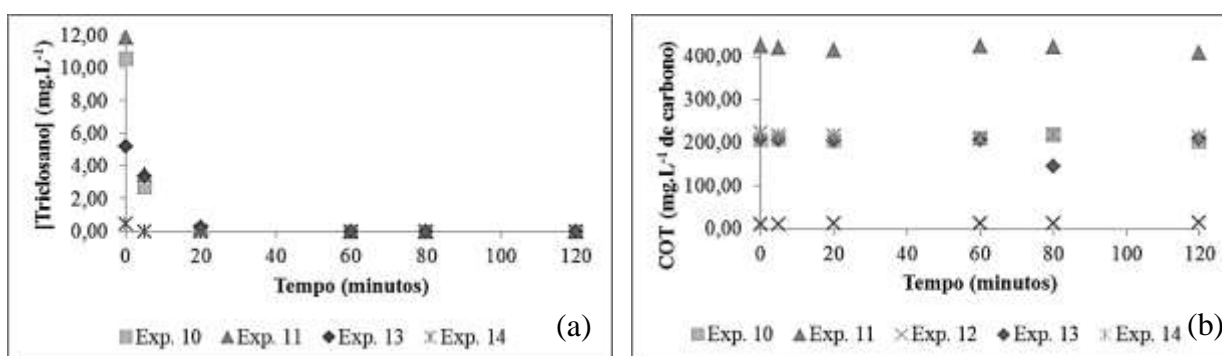 [Triclosano] (mg.L-1)
12,00
10,00
8,00
6,00
4,00
2,00
0,00
0 20 40 60 80 100 120
Tempo (minutos)
Exp. 10 Exp. 11 Exp. 13 Exp. 14
(a)
COT (mg.L-1 de carbono)
400,00
300,00
200,00
100,00
0,00
0 20 40 60 80 100 120
Tempo (minutos)
Exp. 10 Exp. 11 Exp. 12 Exp. 13 Exp. 14
(b)